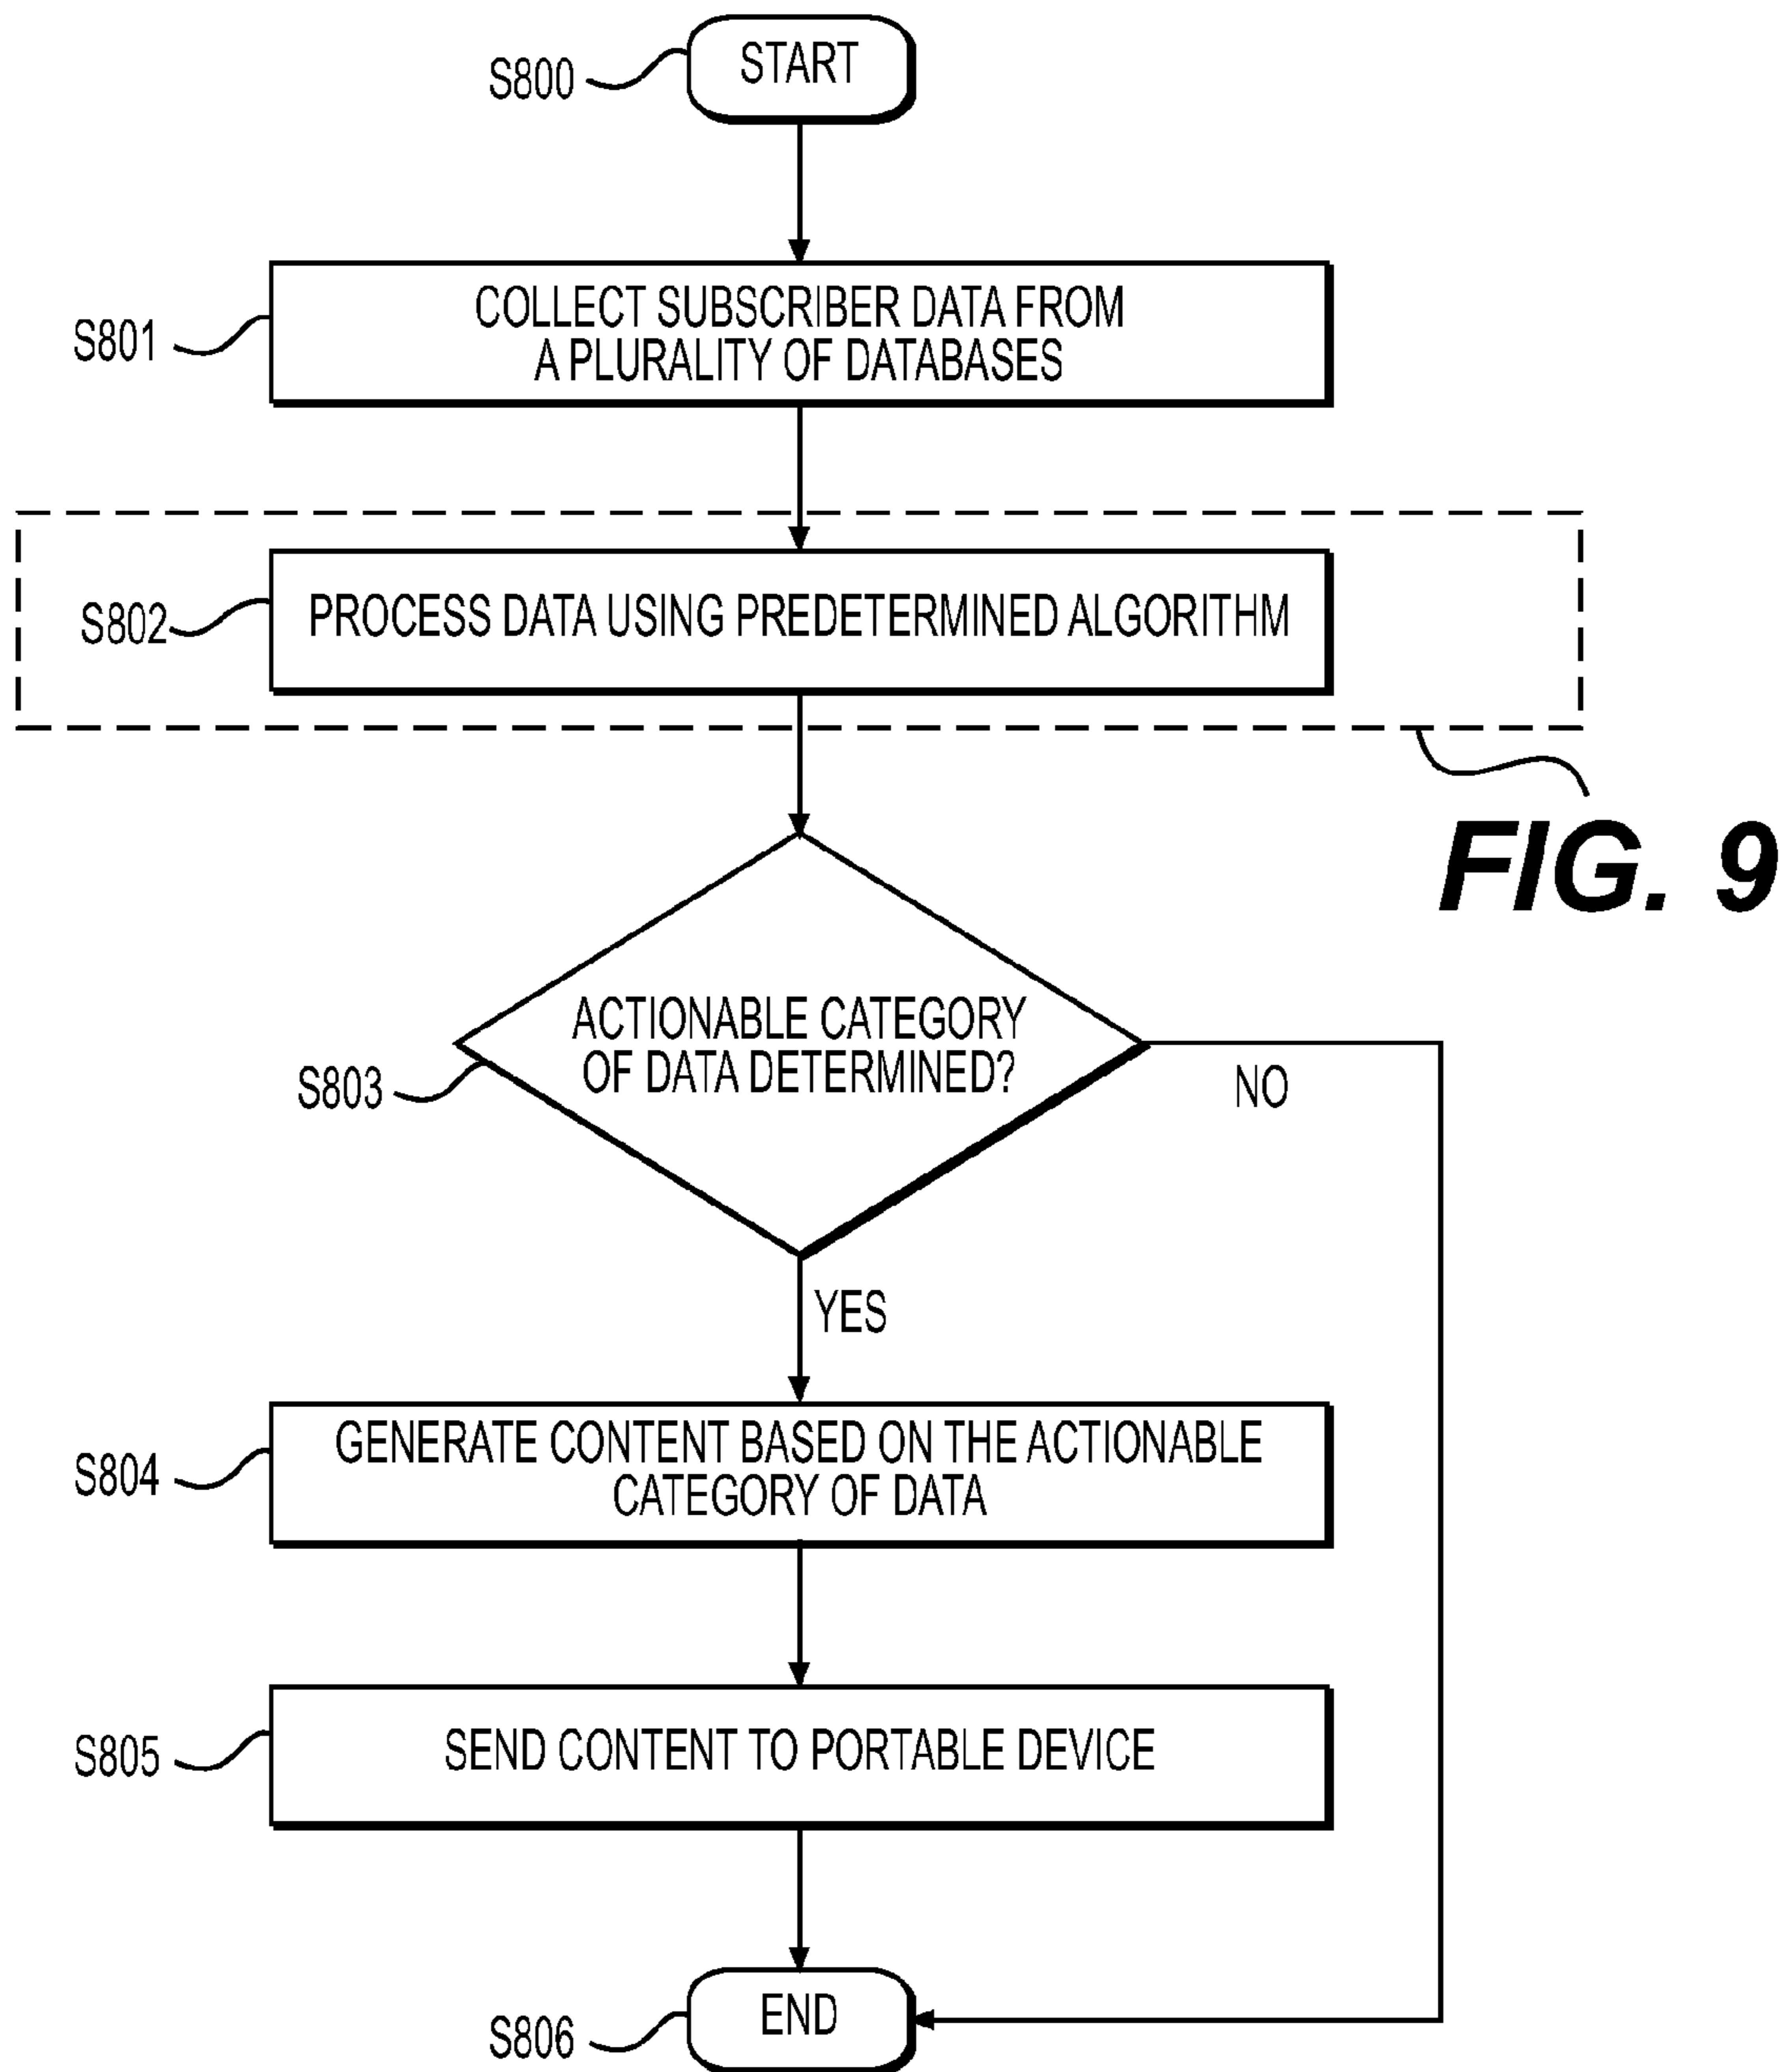 START
S800
COLLECT SUBSCRIBER DATA FROM
A PLURALITY OF DATABASES
S801
PROCESS DATA USING PREDETERMINED ALGORITHM
S802
FIG. 9
ACTIONABLE CATEGORY
OF DATA DETERMINED?
S803
NO
YES
GENERATE CONTENT BASED ON THE ACTIONABLE
CATEGORY OF DATA
S804
SEND CONTENT TO PORTABLE DEVICE
S805
END
S806